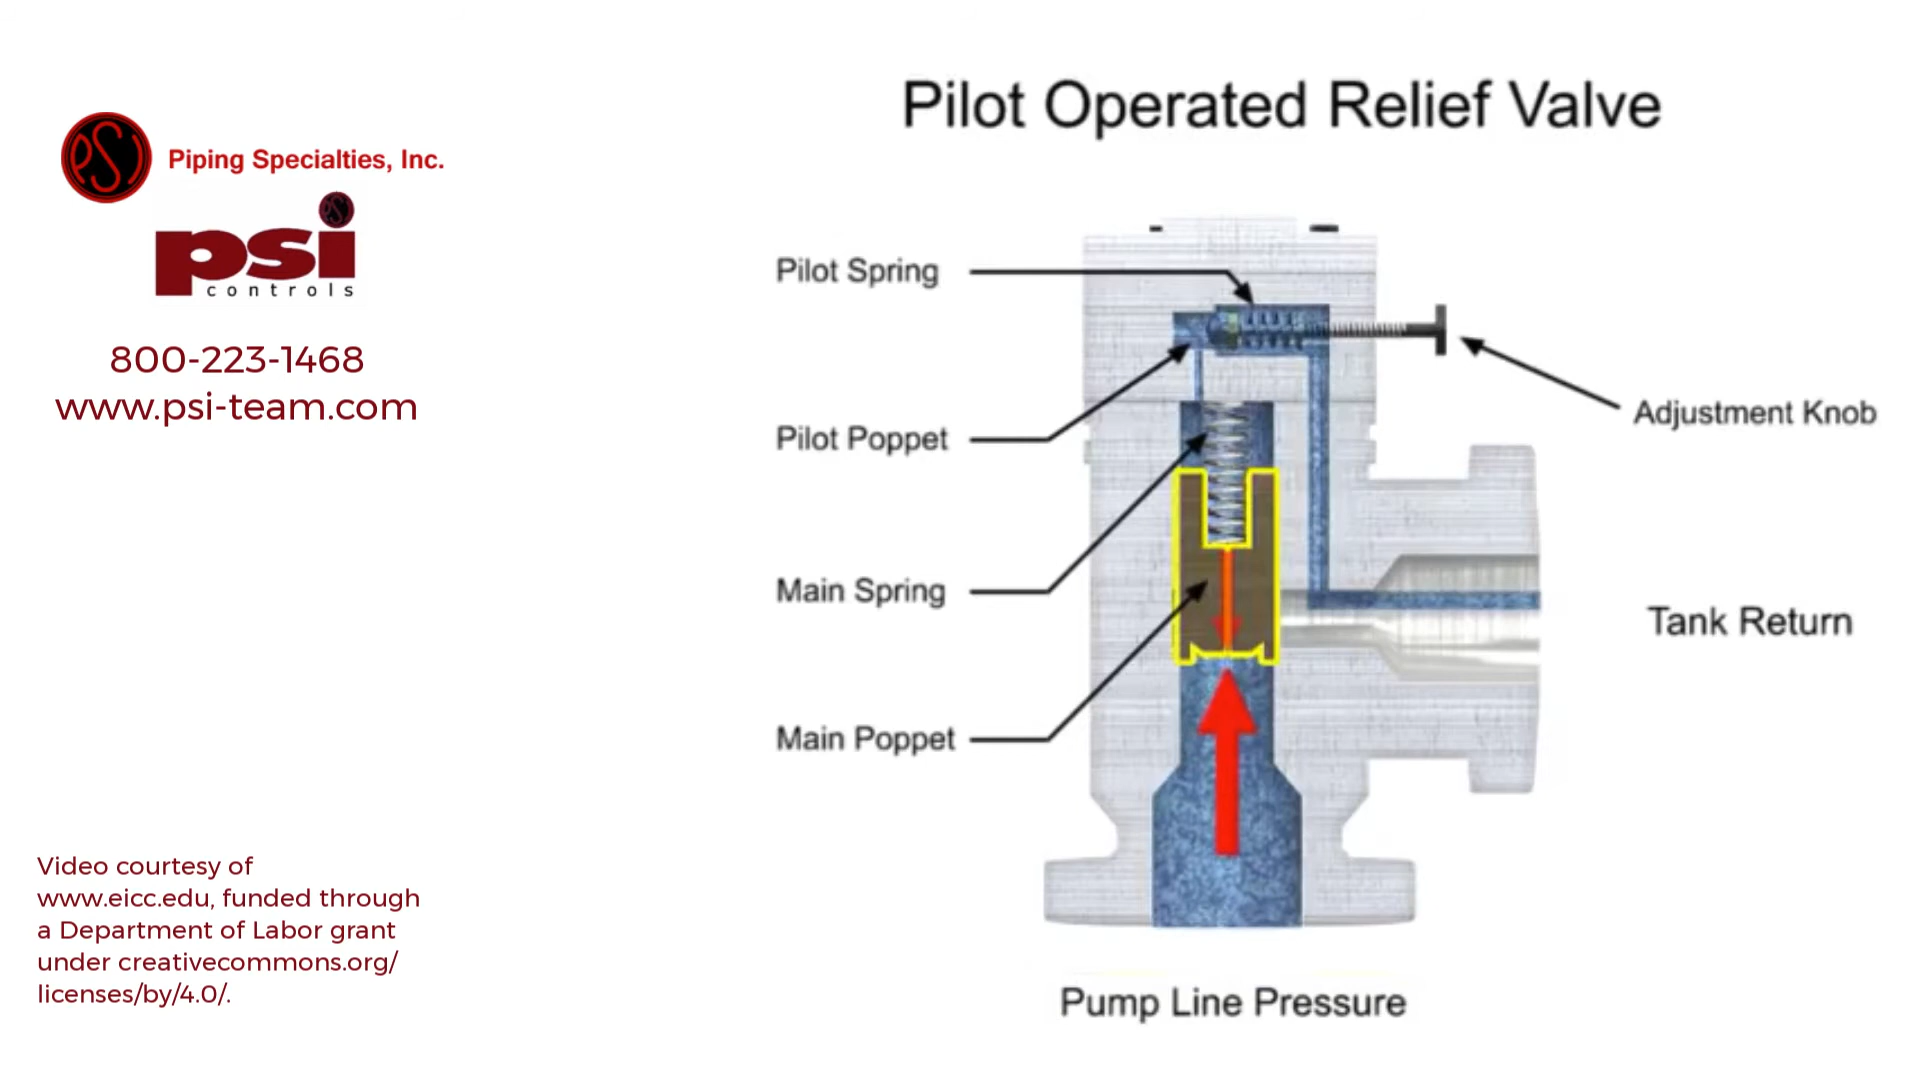 Pilot Operated Relief Valve
PSI
Piping Specialties, Inc.
PSI
psi
controls
800-223-1468
www.psi-team.com
Pilot Spring
Pilot Poppet
Adjustment Knob
Main Spring
Tank Return
Main Poppet
Video courtesy of
www.eicc.edu, funded through
a Department of Labor grant
under creativecommons.org/
licenses/by/4.0/.
Pump Line Pressure